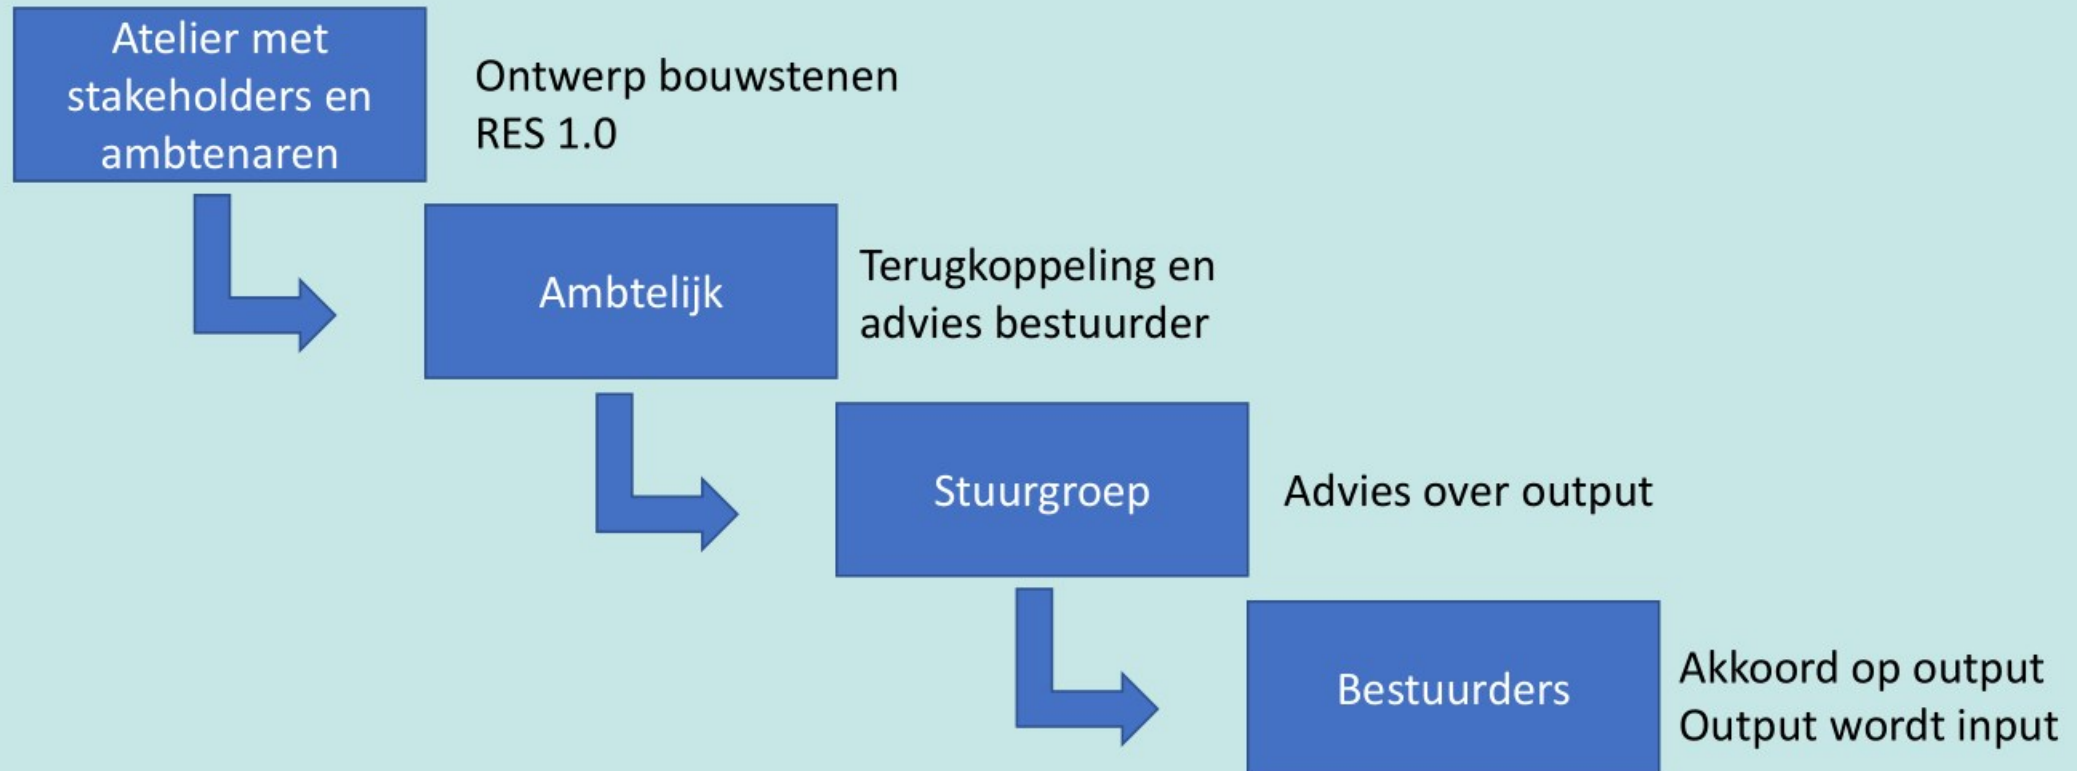 Atelier met
stakeholders en
ambtenaren
Ontwerp bouwstenen
RES 1.0
Ambtelijk
Terugkoppeling en
advies bestuurder
Stuurgroep
Advies over output
Bestuurders
Akkoord op output
Output wordt input